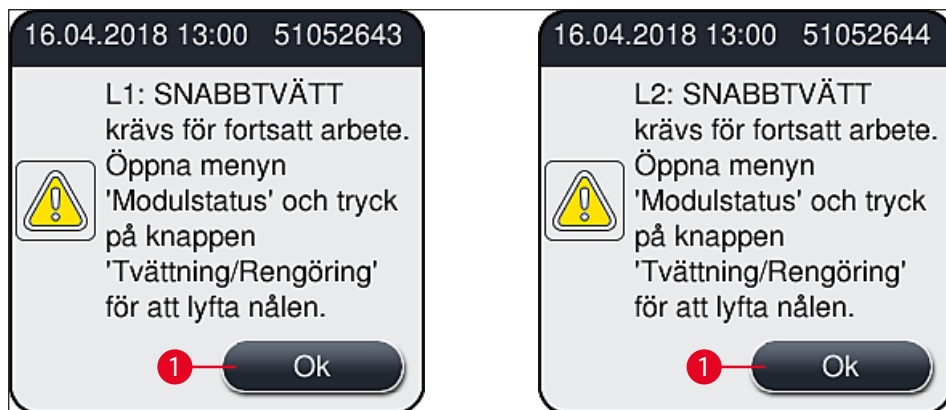 16.04.2018 13:00 51052643
L1: SNABBTVÄTT
krävs för fortsatt arbete.
Öppna menyn
'Modulstatus' och tryck
på knappen
'Tvättning/Rengöring'
för att lyfta nålen.
1
Ok
16.04.2018 13:00 51052644
L2: SNABBTVÄTT
krävs för fortsatt arbete.
Öppna menyn
'Modulstatus' och tryck
på knappen
'Tvättning/Rengöring'
för att lyfta nålen.
1
Ok